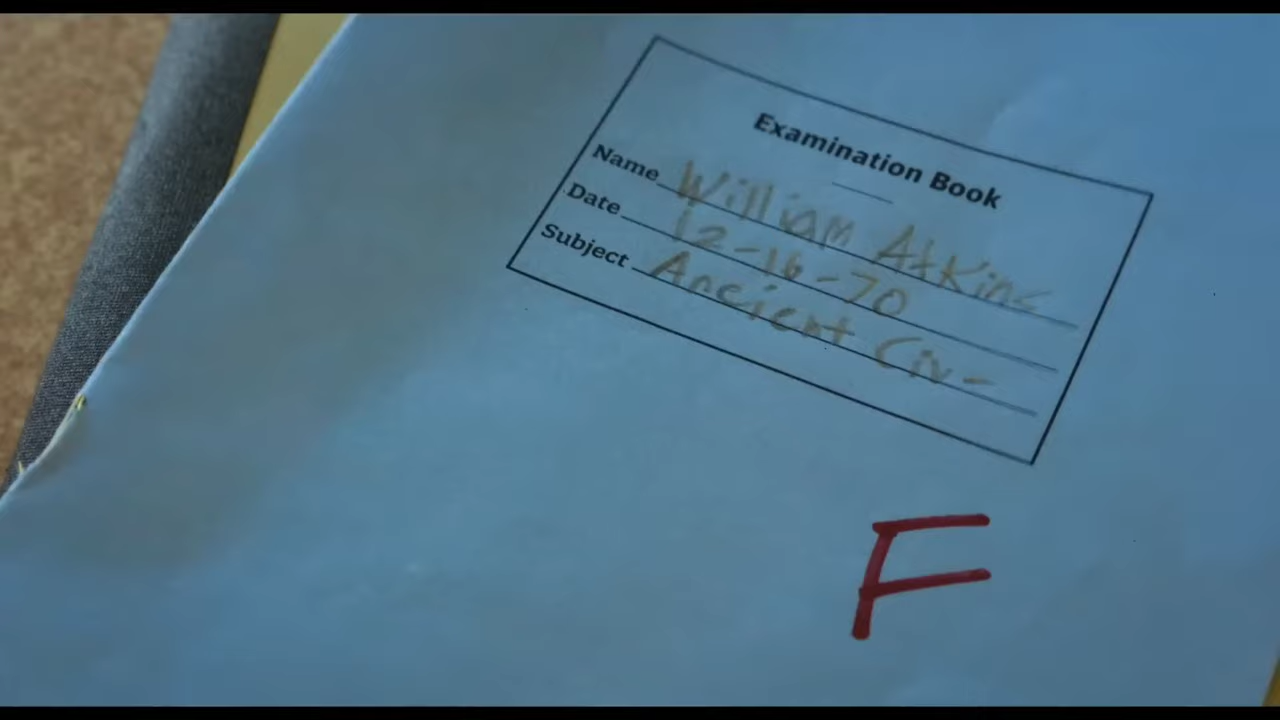 Examination Book
Name William Atkins
Date 12-16-70
Subject Ancient Civ-
F